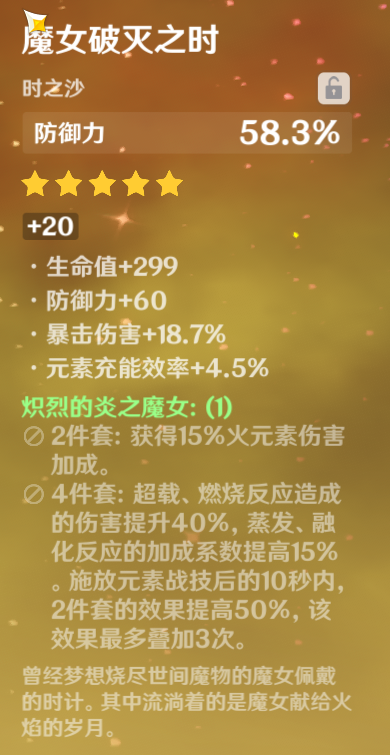 魔女破灭之时
时之沙
防御力 58.3%
+20
·生命值+299
·防御力+60
·暴击伤害+18.7%
·元素充能效率+4.5%
炽烈的炎之魔女: (1)
2件套: 获得15%火元素伤害
加成。
4件套: 超载、燃烧反应造成
的伤害提升40%, 蒸发、融
化反应的加成系数提高15%
。施放元素战技后的10秒内,
2件套的效果提高50%, 该
效果最多叠加3次。
曾经梦想烧尽世间魔物的魔女佩戴
的时计。其中流淌着的是魔女献给火
焰的岁月。